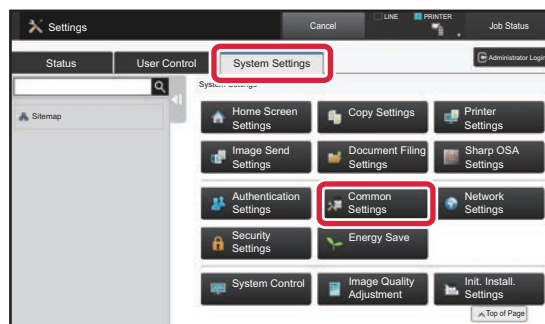 Settings
Cancel
LINE
PRINTER
Job Status
Status
User Control
System Settings
Administrator Login
System Settings
Sitemap
Home Screen
Settings
Copy Settings
Printer
Settings
Image Send
Settings
Document Filing
Settings
Sharp OSA
Settings
Authentication
Settings
Common
Settings
Network
Settings
Security
Settings
Energy Save
System Control
Image Quality
Adjustment
Init. Install.
Settings
Top of Page